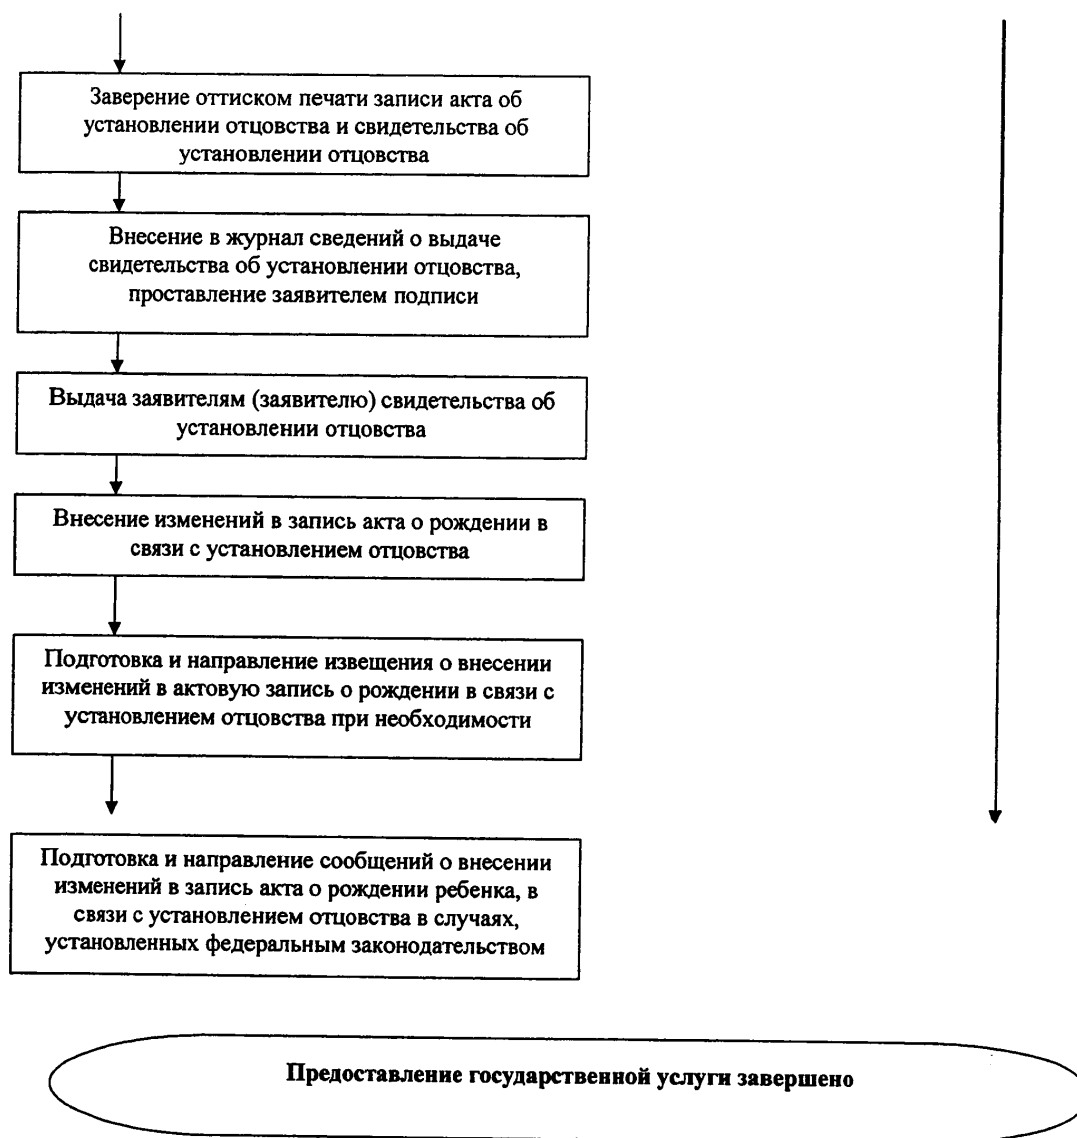 Заверение оттиском печати записи акта об
установлении отцовства и свидетельства об
установлении отцовства
Внесение в журнал сведений о выдаче
свидетельства об установлении отцовства,
проставление заявителем подписи
Выдача заявителям (заявителю) свидетельства об
установлении отцовства
Внесение изменений в запись акта о рождении в
связи с установлением отцовства
Подготовка и направление извещения о внесении
изменений в актовую запись о рождении в связи с
установлением отцовства при необходимости
Подготовка и направление сообщений о внесении
изменений в запись акта о рождении ребенка, в
связи с установлением отцовства в случаях,
установленных федеральным законодательством
Предоставление государственной услуги завершено